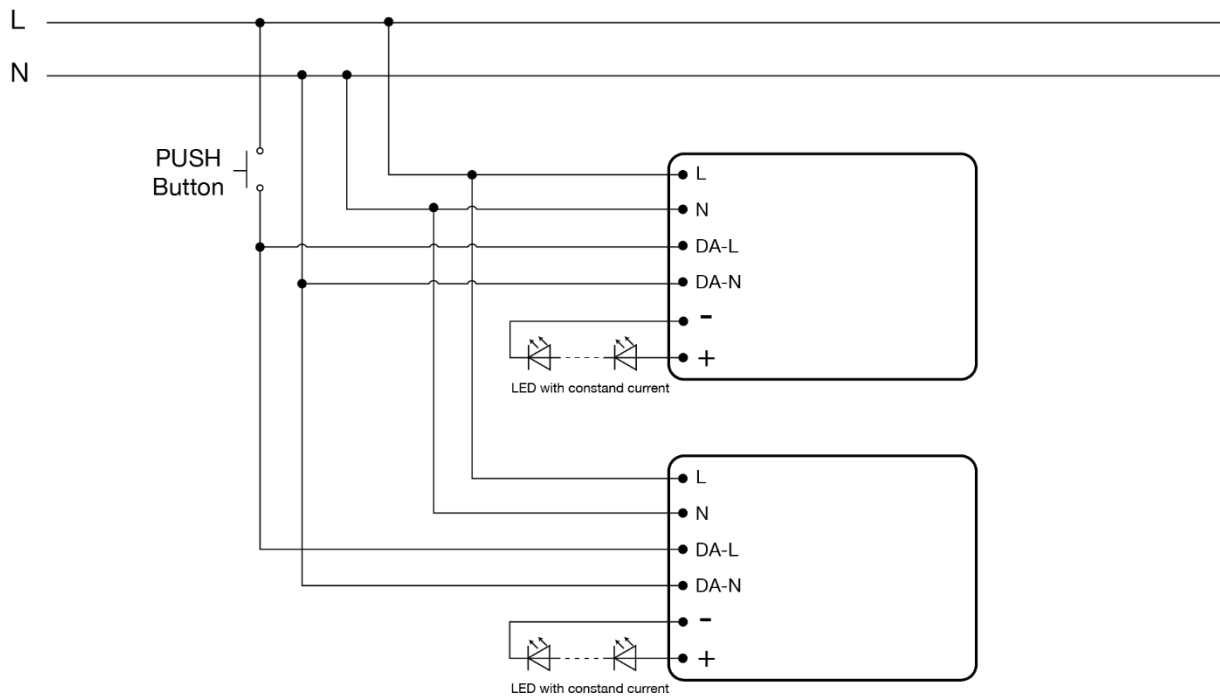 L
N
PUSH
Button
L
N
DA-L
DA-N
-
+
LED with constand current
L
N
DA-L
DA-N
-
+
LED with constand current